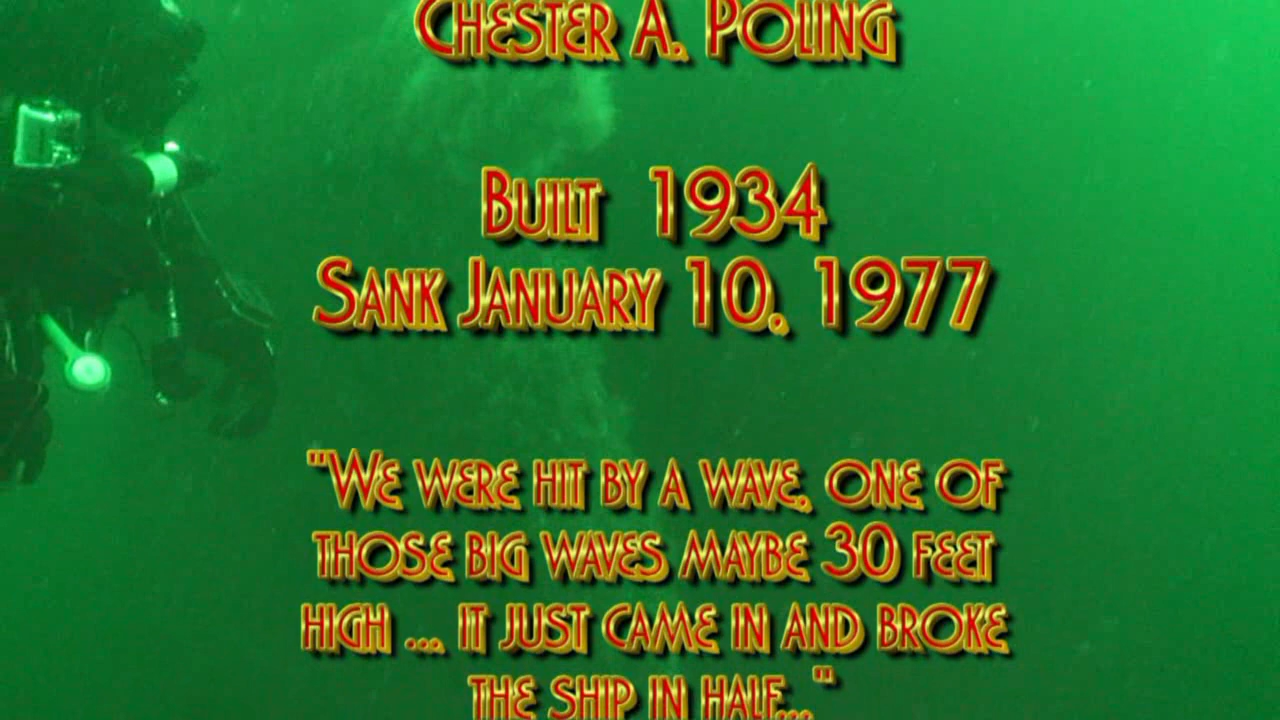 Chester A. Poling
Built 1934
Sank January 10, 1977
"We were hit by a wave, one of
those big waves maybe 30 feet
high ... it just came in and broke
the ship in half..."